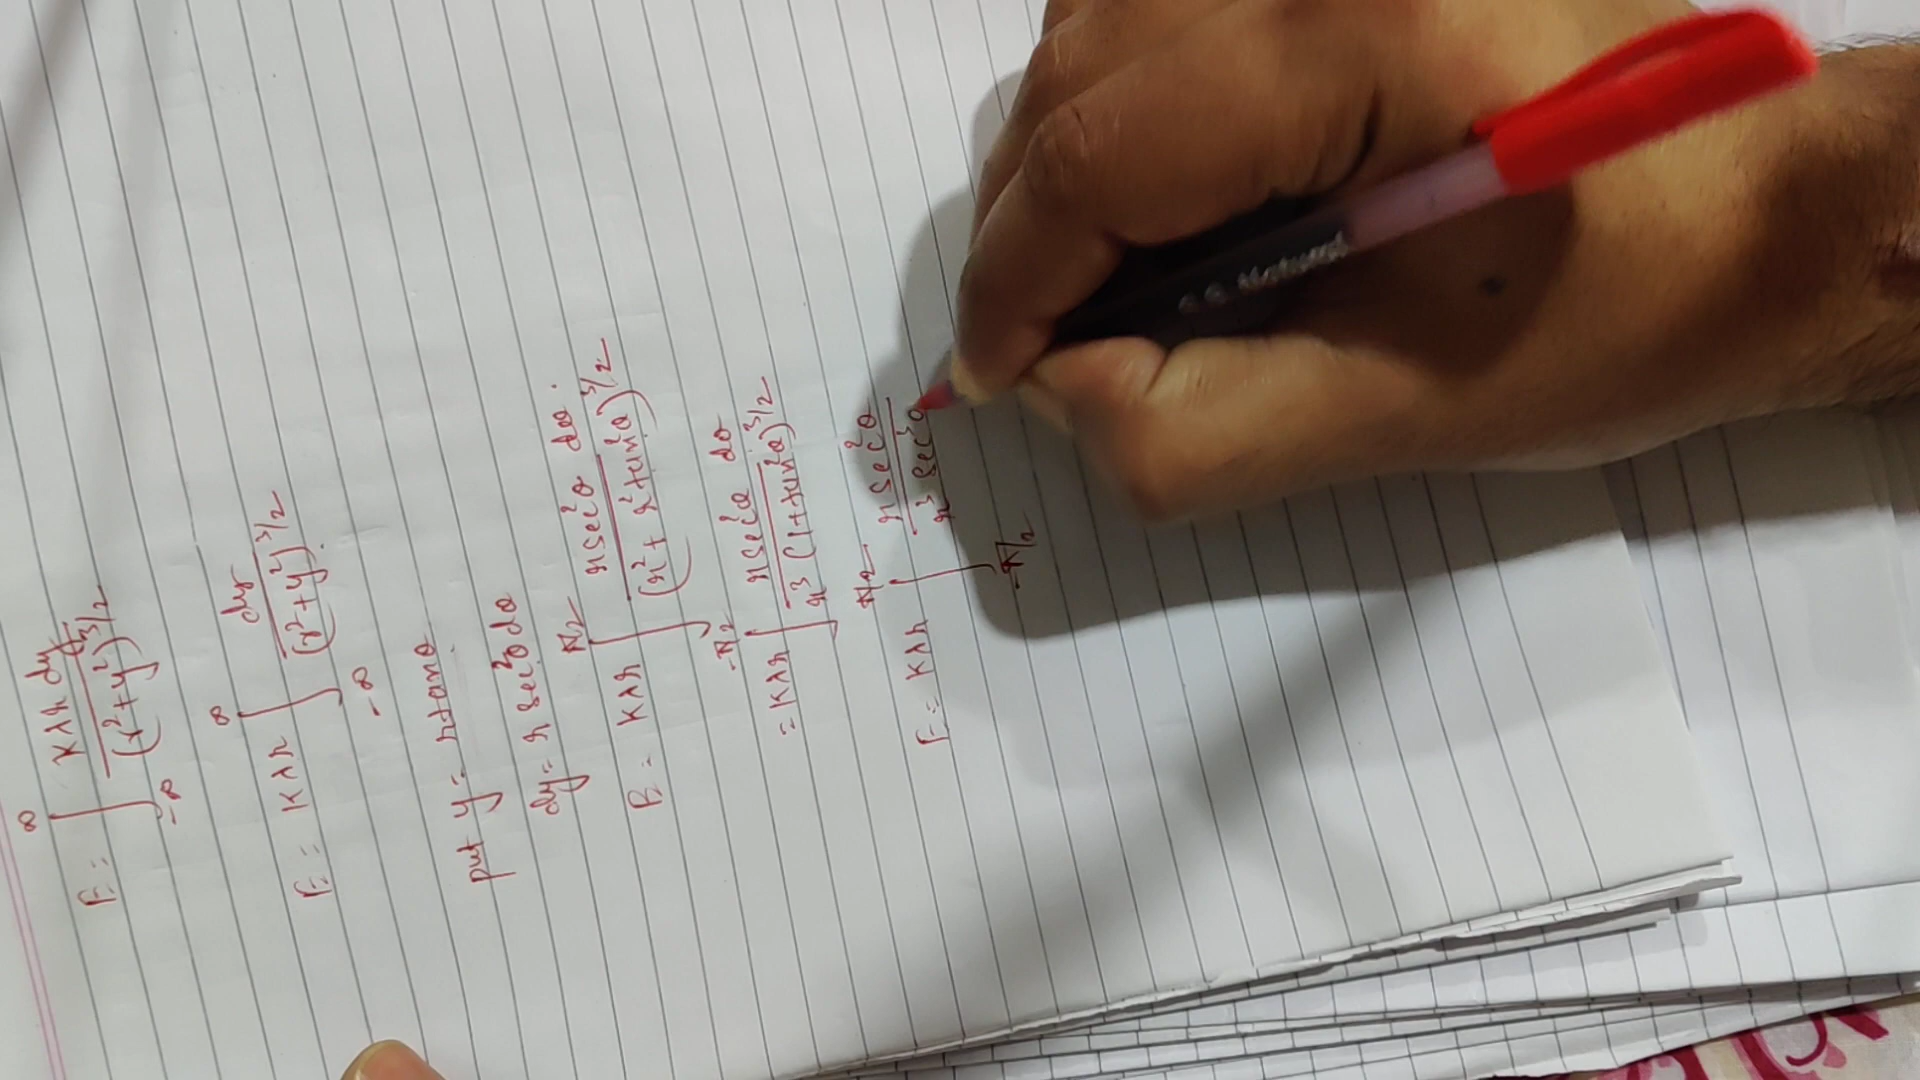 E = ∫_{-∞}^{∞} Kλr dy / (r²+y²)^{3/2}
E = Kλr ∫_{-∞}^{∞} dy / (r²+y²)^{3/2}
put y = r tanθ
dy = r sec²θ dθ
E = Kλr ∫_{-π/2}^{π/2} r sec²θ dθ. / (r² + r² tan²θ)^{3/2}
= Kλr ∫ r sec²θ dθ / r³ (1+tan²θ)^{3/2}
E = Kλr ∫_{-π/2}^{π/2} r sec²θ / r³ sec³θ